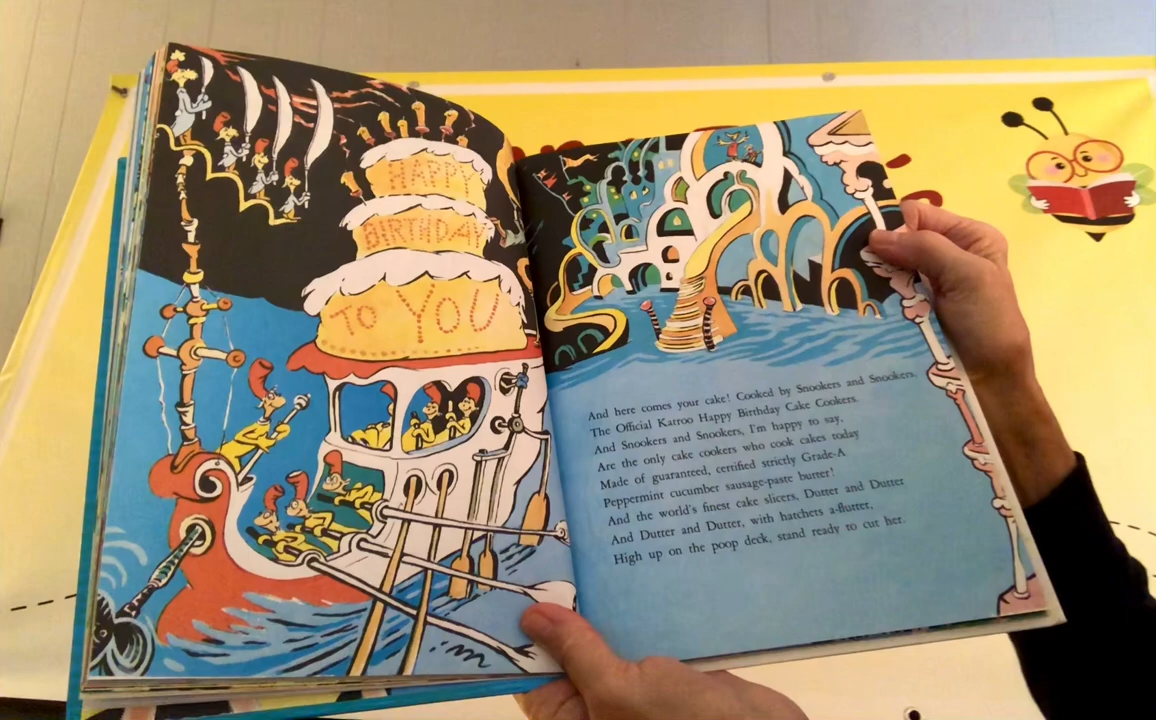 HAPPY
BIRTHDAY
TO YOU
And here comes your cake! Cooked by Snookers and Snookers,
The Official Katroo Happy Birthday Cake Cookers.
And Snookers and Snookers, I'm happy to say,
Are the only cake cookers who cook cakes today
Made of guaranteed, certified strictly Grade-A
Peppermint cucumber sausage-paste butter!
And the world's finest cake slicers, Dutter and Dutter
And Dutter and Dutter, with hatchets a-flutter,
High up on the poop deck, stand ready to cut her.